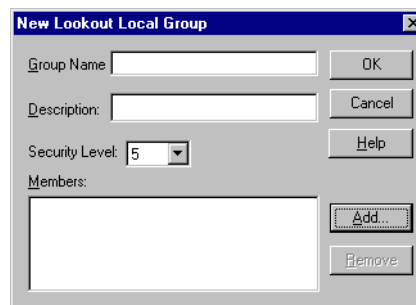 New Lookout Local Group
Group Name
OK
Description:
Cancel
Security Level: 5
Help
Members:
Add...
Remove